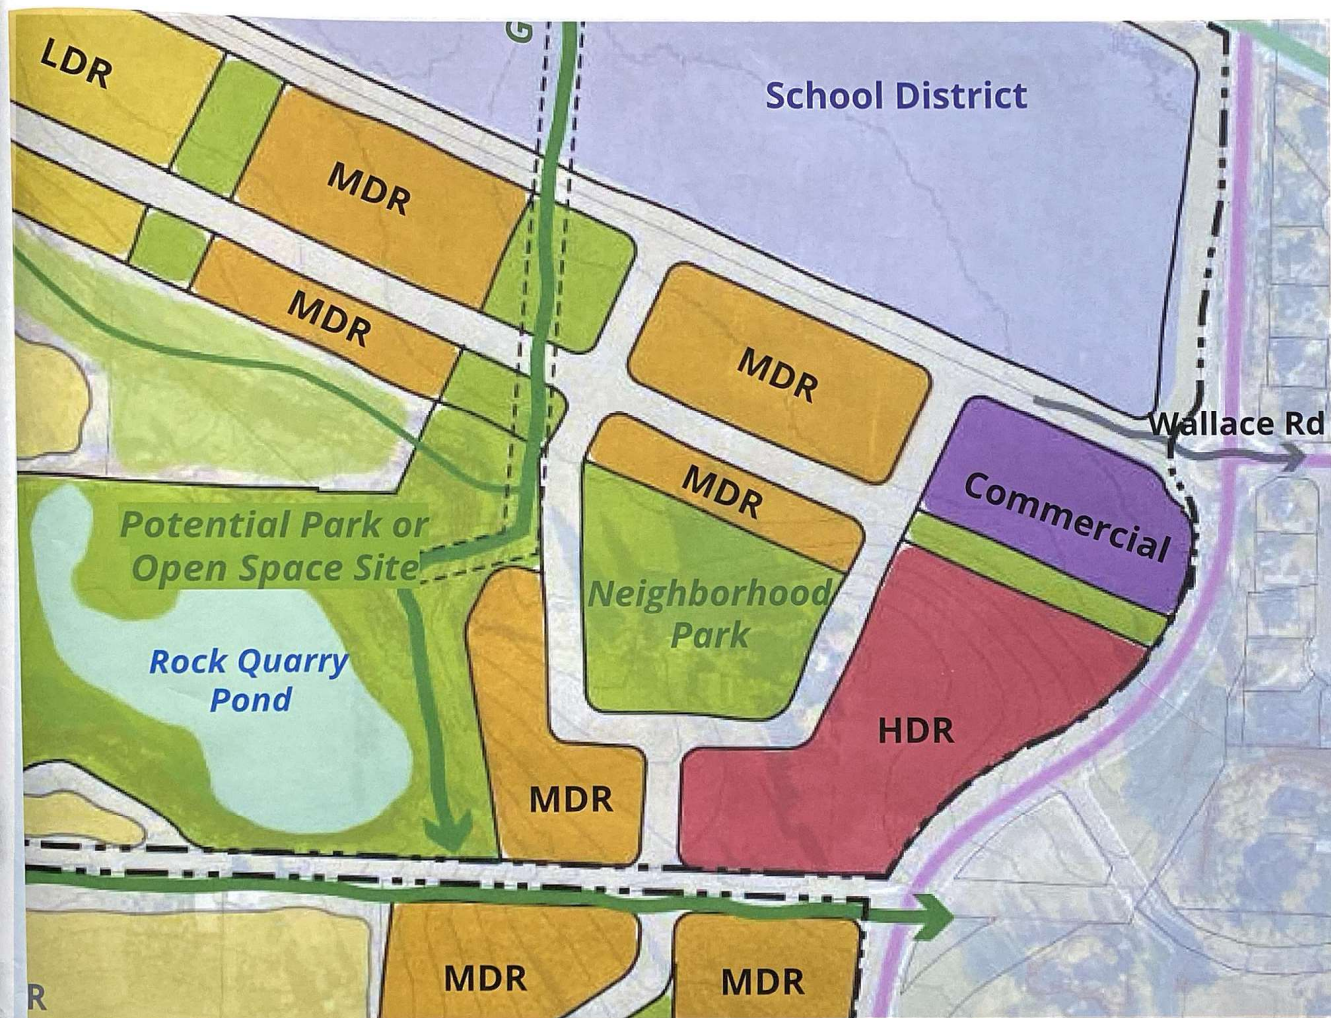 G
LDR
School District
MDR
MDR
MDR
Wallace Rd
MDR
Commercial
Potential Park or
Open Space Site
Neighborhood
Park
Rock Quarry
Pond
HDR
MDR
MDR
MDR
R